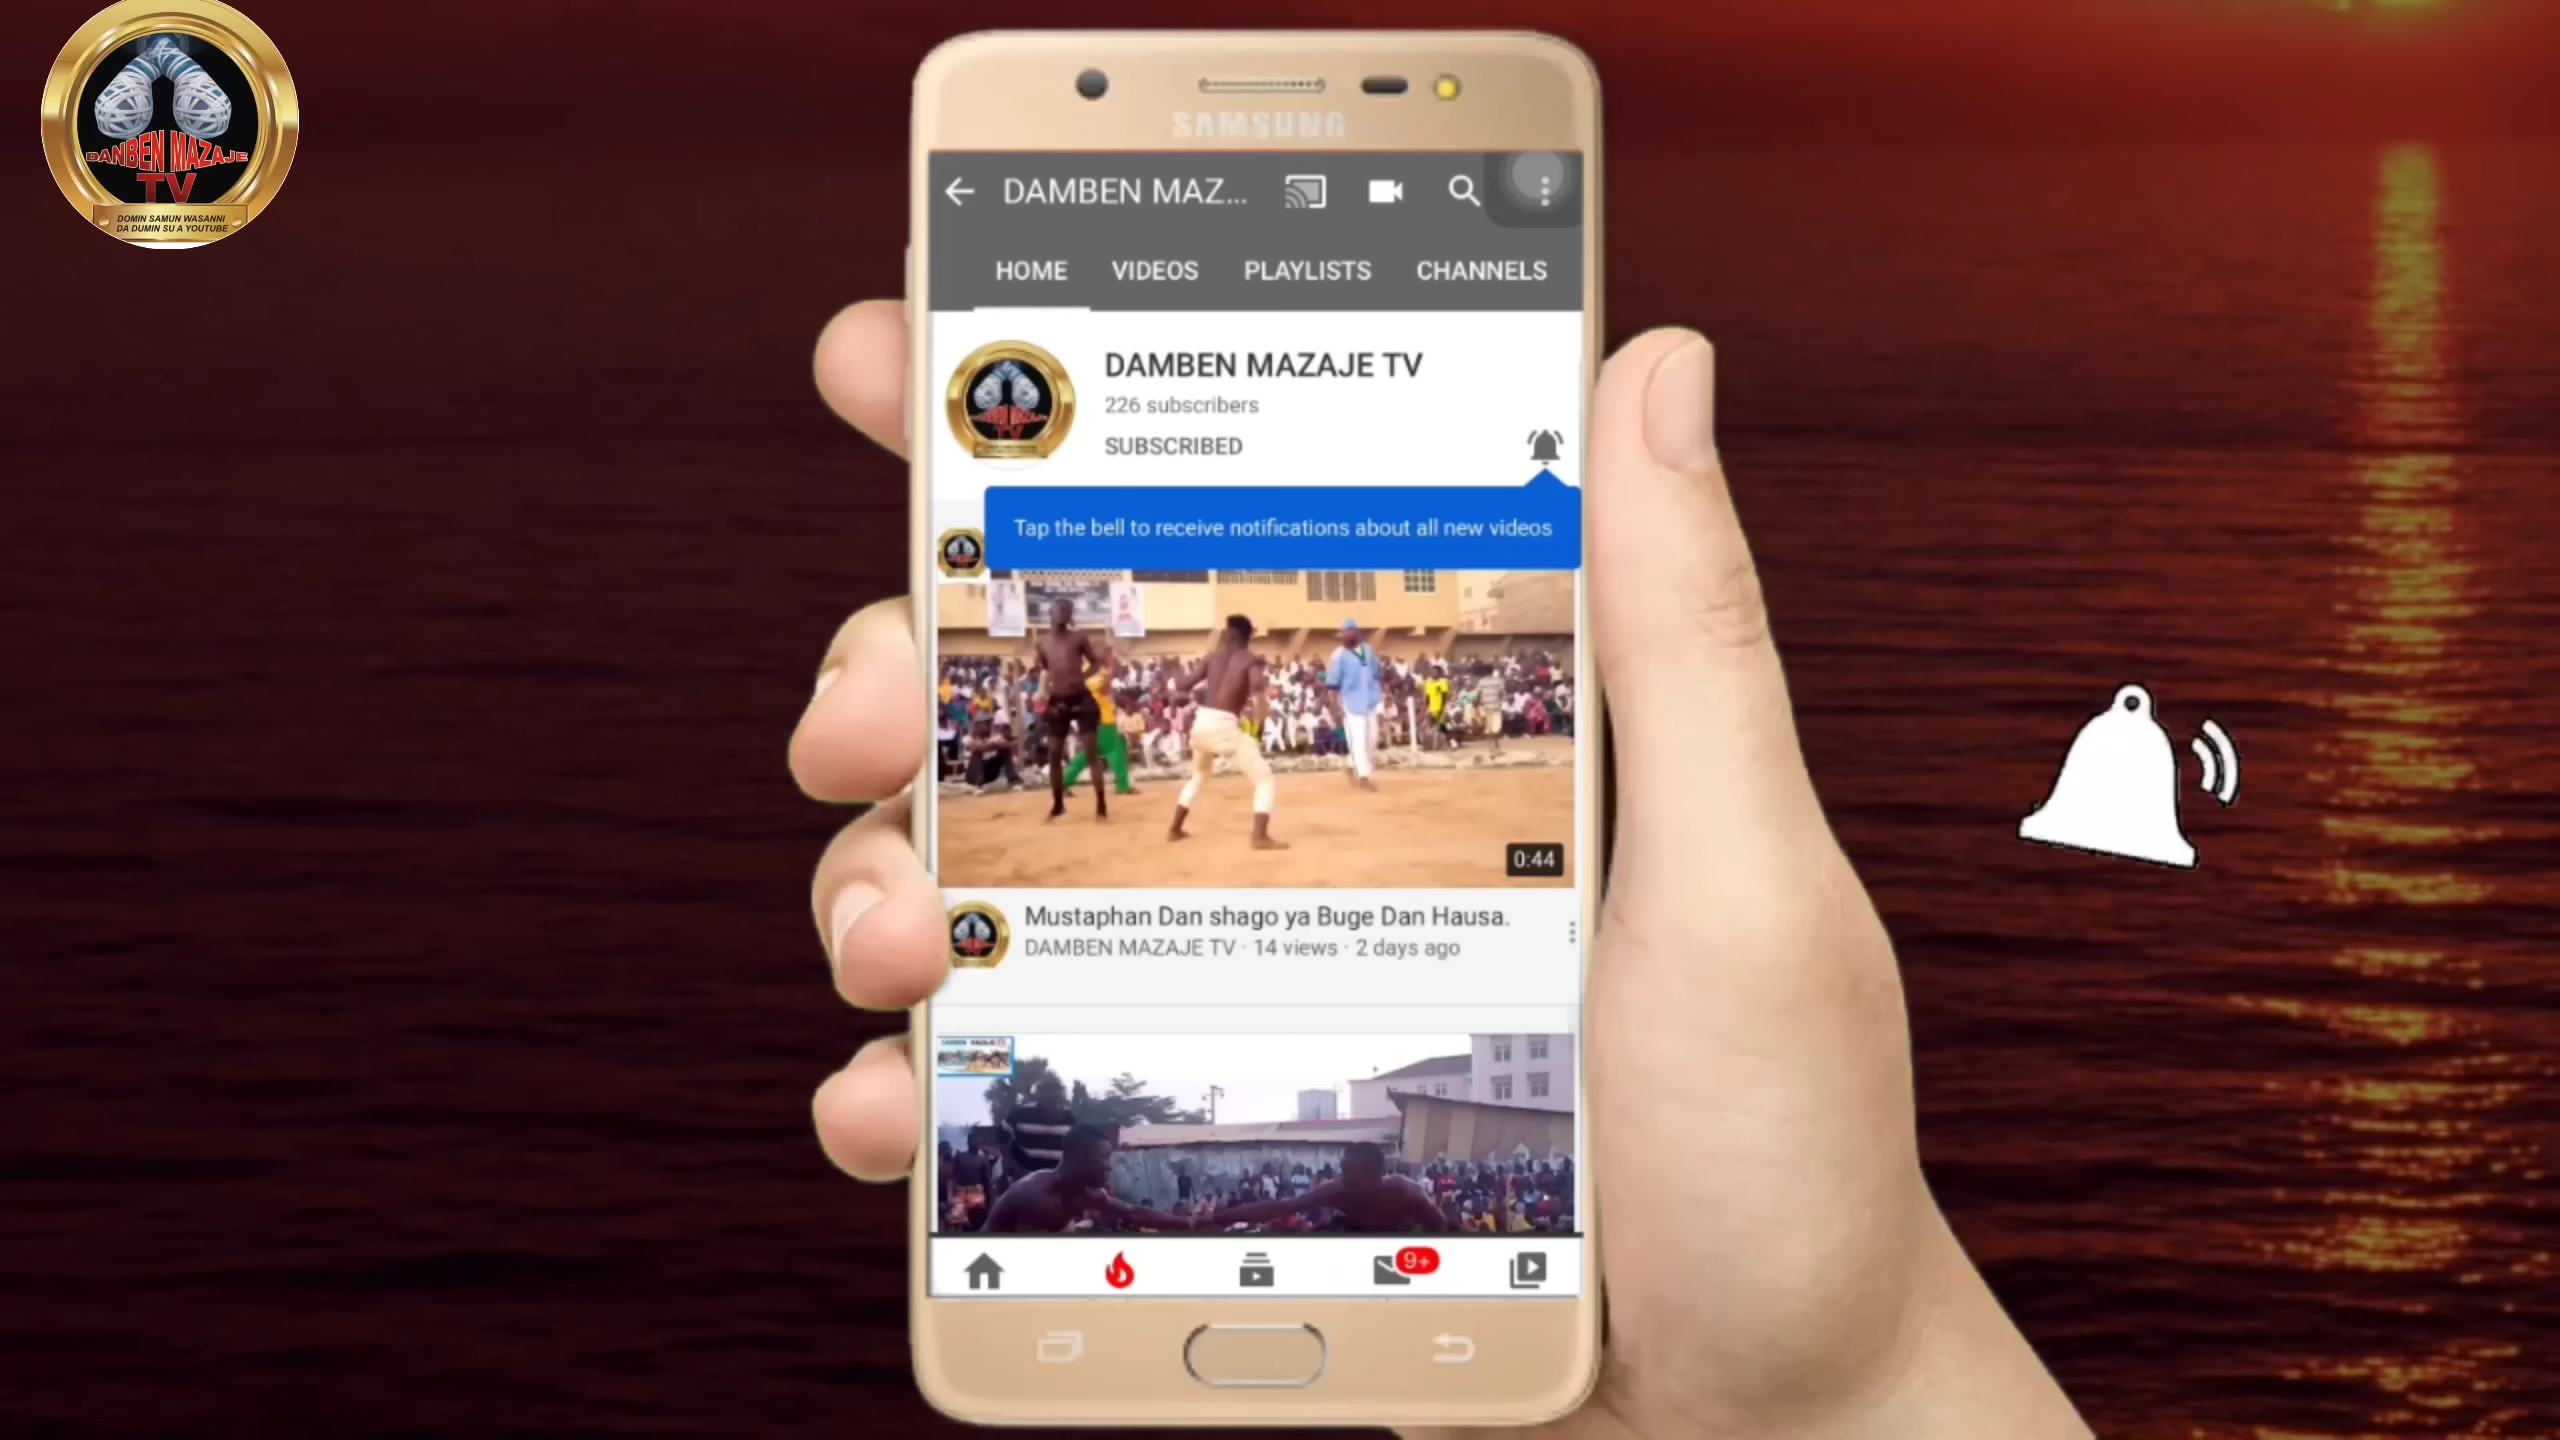 DANBEN MAZAJE
TV
DOMIN SAMUN WASANNI
DA DUMIN SU A YOUTUBE
SAMSUNG
DAMBEN MAZ...
HOME VIDEOS PLAYLISTS CHANNELS
DAMBEN MAZAJE TV
226 subscribers
SUBSCRIBED
Tap the bell to receive notifications about all new videos
0:44
Mustaphan Dan shago ya Buge Dan Hausa.
DAMBEN MAZAJE TV · 14 views · 2 days ago
9+